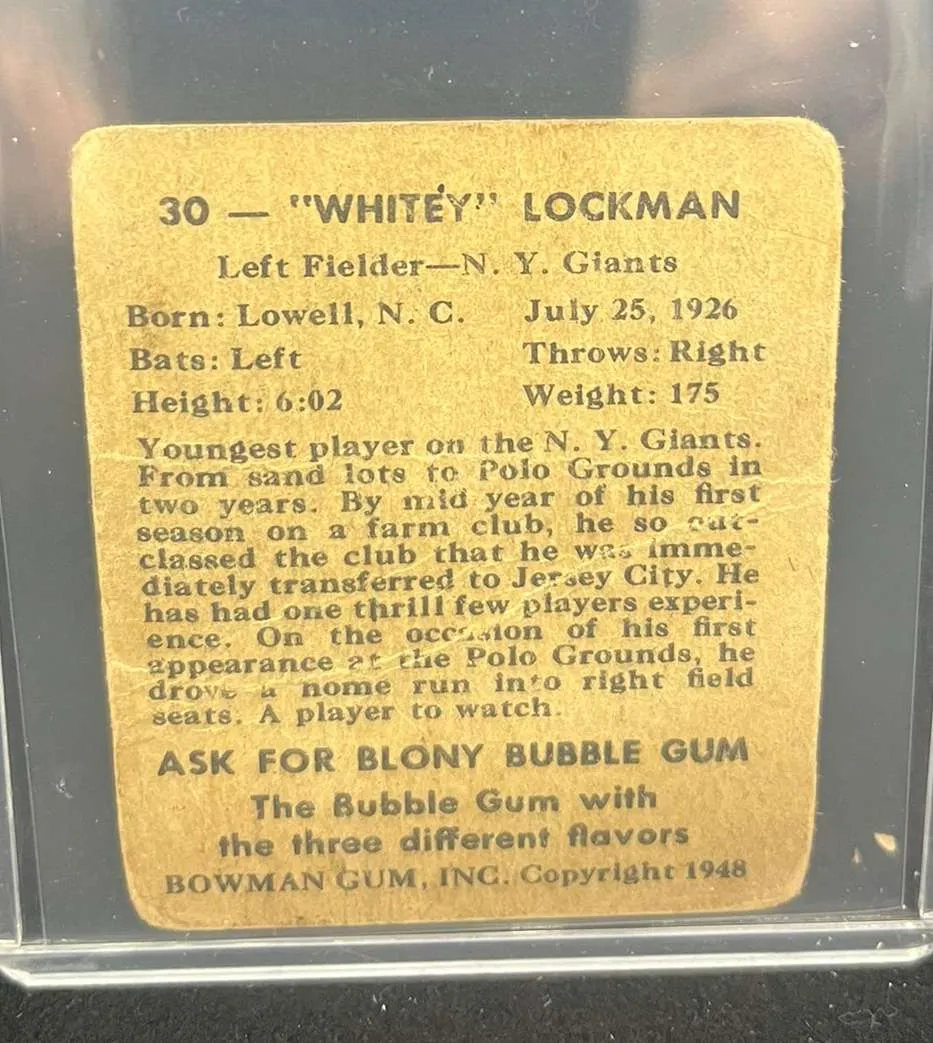 30 — "WHITEY" LOCKMAN
Left Fielder—N. Y. Giants
Born: Lowell, N. C. July 25, 1926
Bats: Left Throws: Right
Height: 6:02 Weight: 175
Youngest player on the N. Y. Giants.
From sand lots to Polo Grounds in
two years. By mid year of his first
season on a farm club, he so out-
classed the club that he was imme-
diately transferred to Jersey City. He
has had one thrill few players experi-
ence. On the occasion of his first
appearance at the Polo Grounds, he
drove a home run into right field
seats. A player to watch.
ASK FOR BLONY BUBBLE GUM
The Bubble Gum with
the three different flavors
BOWMAN GUM, INC. Copyright 1948